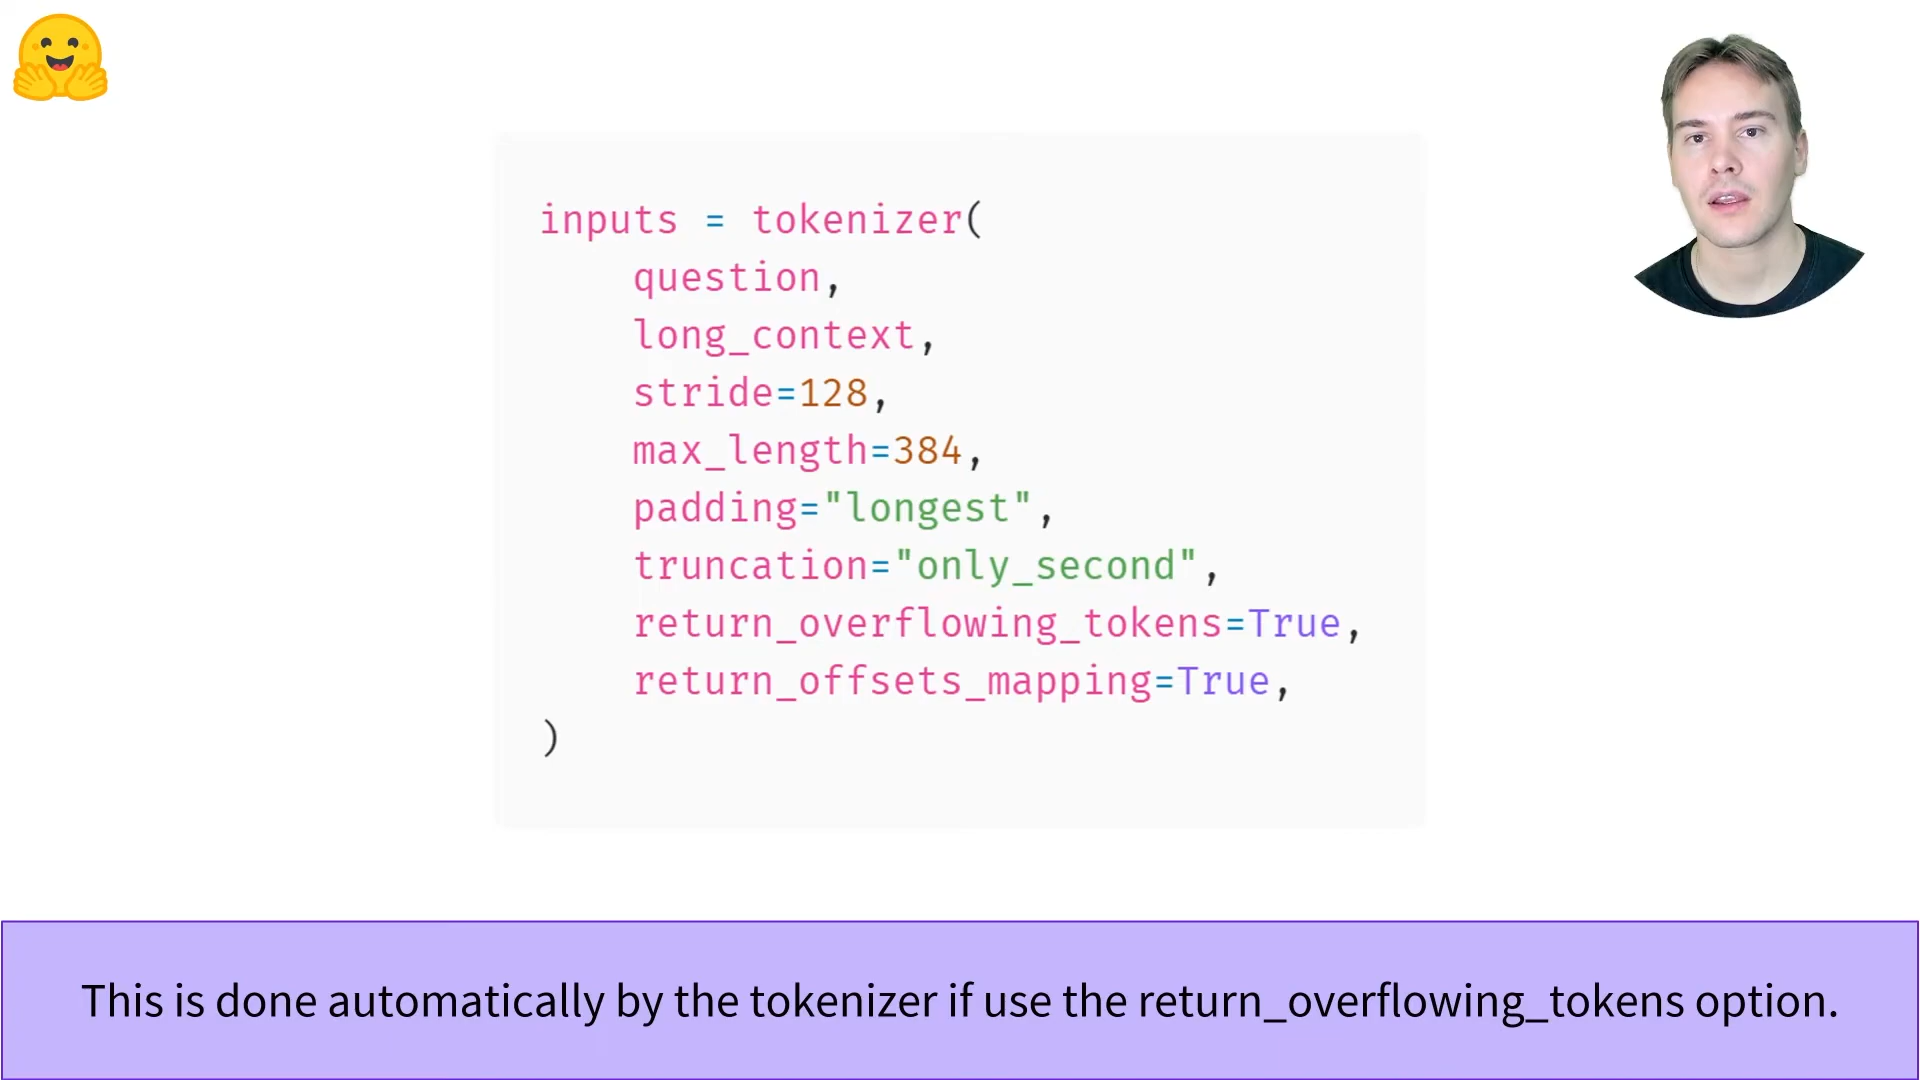 inputs = tokenizer(
    question,
    long_context,
    stride=128,
    max_length=384,
    padding="longest",
    truncation="only_second",
    return_overflowing_tokens=True,
    return_offsets_mapping=True,
)
This is done automatically by the tokenizer if use the return_overflowing_tokens option.